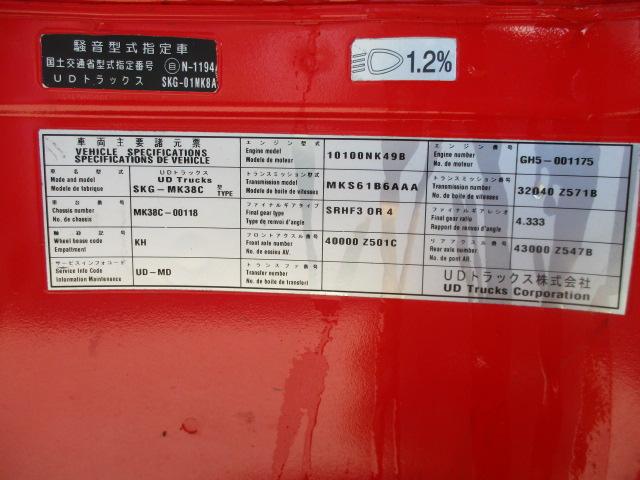 騒音型式指定車
国土交通省型式指定番号 自 N-1194
UDトラックス SKG-01MK8A
1.2%
車両主要諸元票
VEHICLE SPECIFICATIONS
SPECIFICATIONS DE VEHICLE
車名型式
Made and model
Modele de fabrique
UDトラックス
UD Trucks
SKG-MK38C 型 TYPE
車台番号
Chassis number
No. de chassis
MK38C-00118
軸距記号
Wheel besae code
Empattment
KH
サービスインフォコード
Service Info Code
Information Maintenance
UD-MD
エンジン型式
Engine model
Modele de moteur
10100NK49B
トランスミッション型式
Transmission model
Modele de boite de vitesses
MKS61B6AAA
ファイナルギアタイプ
Final gear type
Type de renvoi d'angle
SRHF3 OR 4
フロントアクスル番号
Front axle number
No. de essieu AV.
40000 Z501C
トランスファ番号
Transfer number
No. de boite de transfert
エンジン番号
Engine number
No. de moteur
GH5-001175
トランスミッション番号
Transmission number
No. de boite de vitesses
32040 Z571B
ファイナルギアレシオ
Final gear ratio
Rapport de renvoi d'angle
4.333
リアアクスル番号
Rear axle number
No. de pont AR.
43000 Z547B
UDトラックス株式会社
UD Trucks Corporation